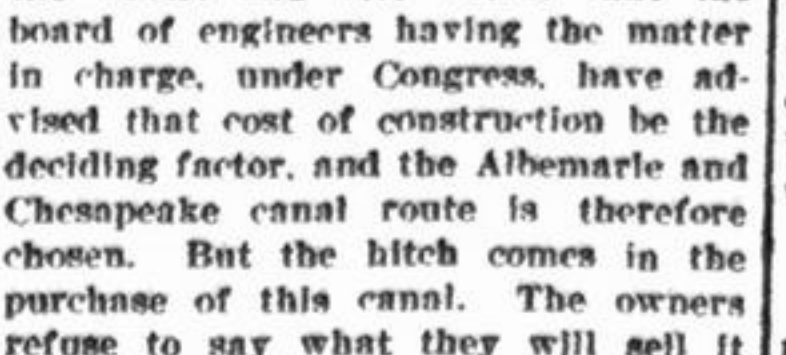 board of engineers having the matter
in charge, under Congress, have ad-
vised that cost of construction be the
deciding factor, and the Albemarle and
Chesapeake canal route is therefore
chosen. But the hitch comes in the
purchase of this canal. The owners
refuse to say what they will sell it